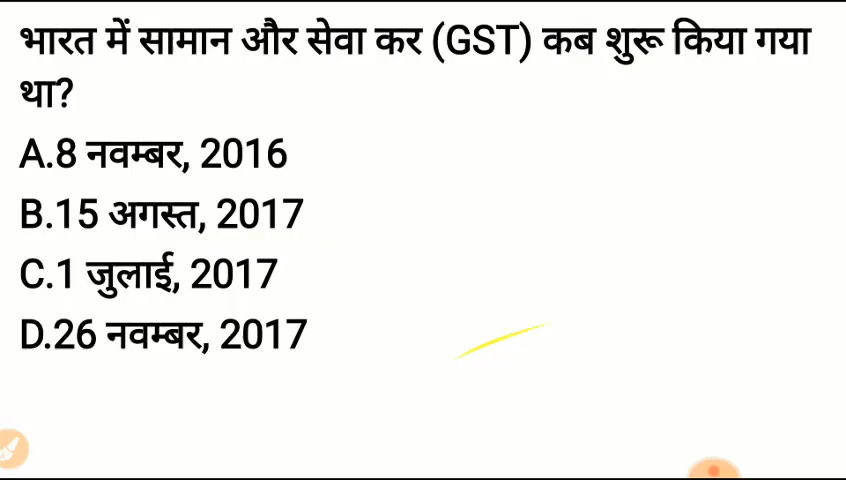 भारत में सामान और सेवा कर (GST) कब शुरू किया गया
था?
A.8 नवम्बर, 2016
B.15 अगस्त, 2017
C.1 जुलाई, 2017
D.26 नवम्बर, 2017